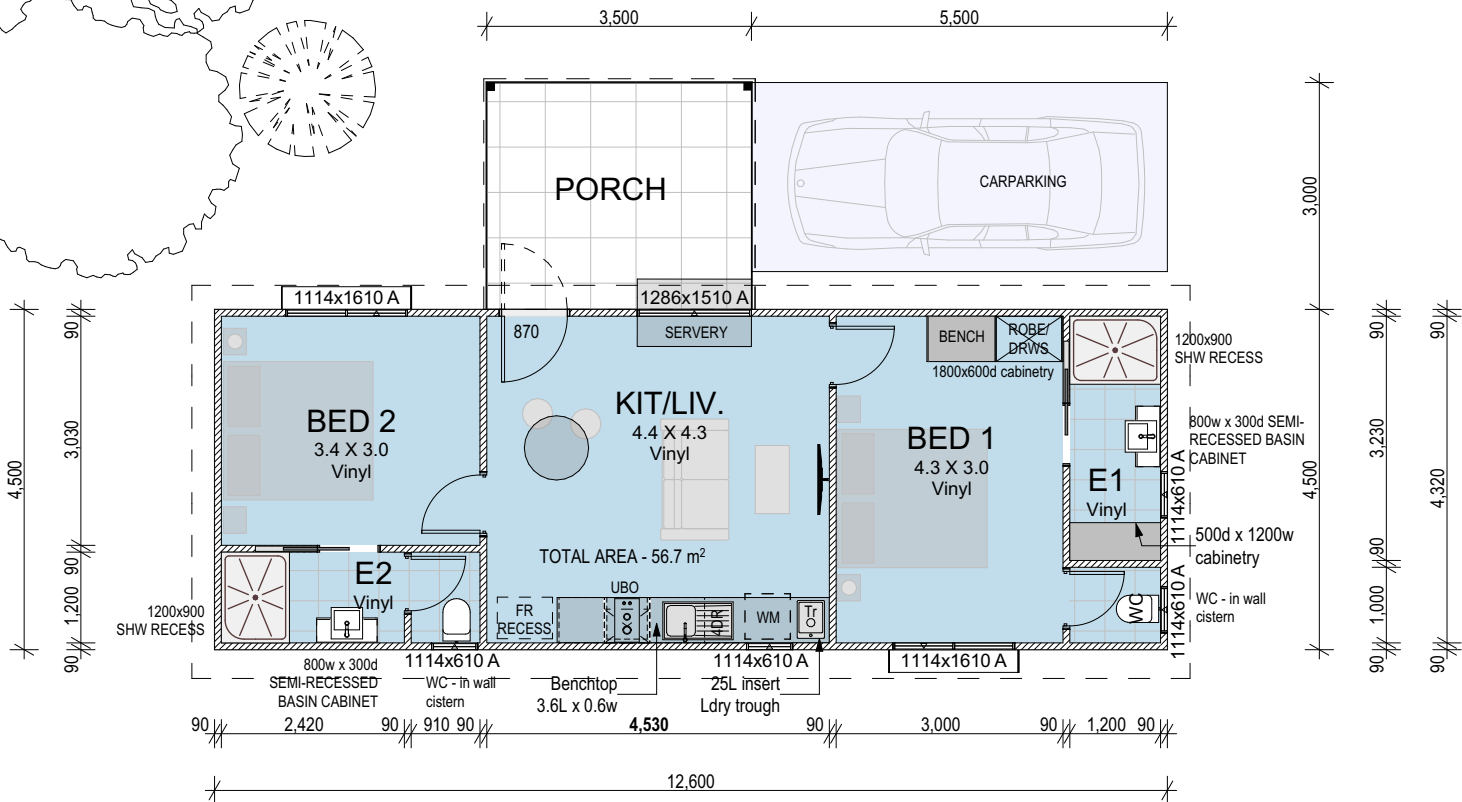 3,500
5,500
PORCH
CARPARKING
3,000
1114x1610 A
1286x1510 A
870
SERVERY
BENCH
ROBE/
DRWS
1800x600d cabinetry
1200x900
SHW RECESS
BED 2
3.4 X 3.0
Vinyl
KIT/LIV.
4.4 X 4.3
Vinyl
BED 1
4.3 X 3.0
Vinyl
800w x 300d SEMI-
RECESSED BASIN
CABINET
E1
Vinyl
1114x610 A
500d x 1200w
cabinetry
TOTAL AREA - 56.7 m²
E2
Vinyl
UBO
FR
RECESS
4DR
WM
Tr
WC
1114x610 A
WC - in wall
cistern
1200x900
SHW RECESS
800w x 300d
SEMI-RECESSED
BASIN CABINET
1114x610 A
WC - in wall
cistern
Benchtop
3.6L x 0.6w
1114x610 A
25L insert
Ldry trough
1114x1610 A
4,500
90
3,030
90
1,200
90
4,500
90
3,230
90
1,000
90
90
4,320
90
90
2,420
90
910
90
4,530
90
3,000
90
1,200
90
12,600